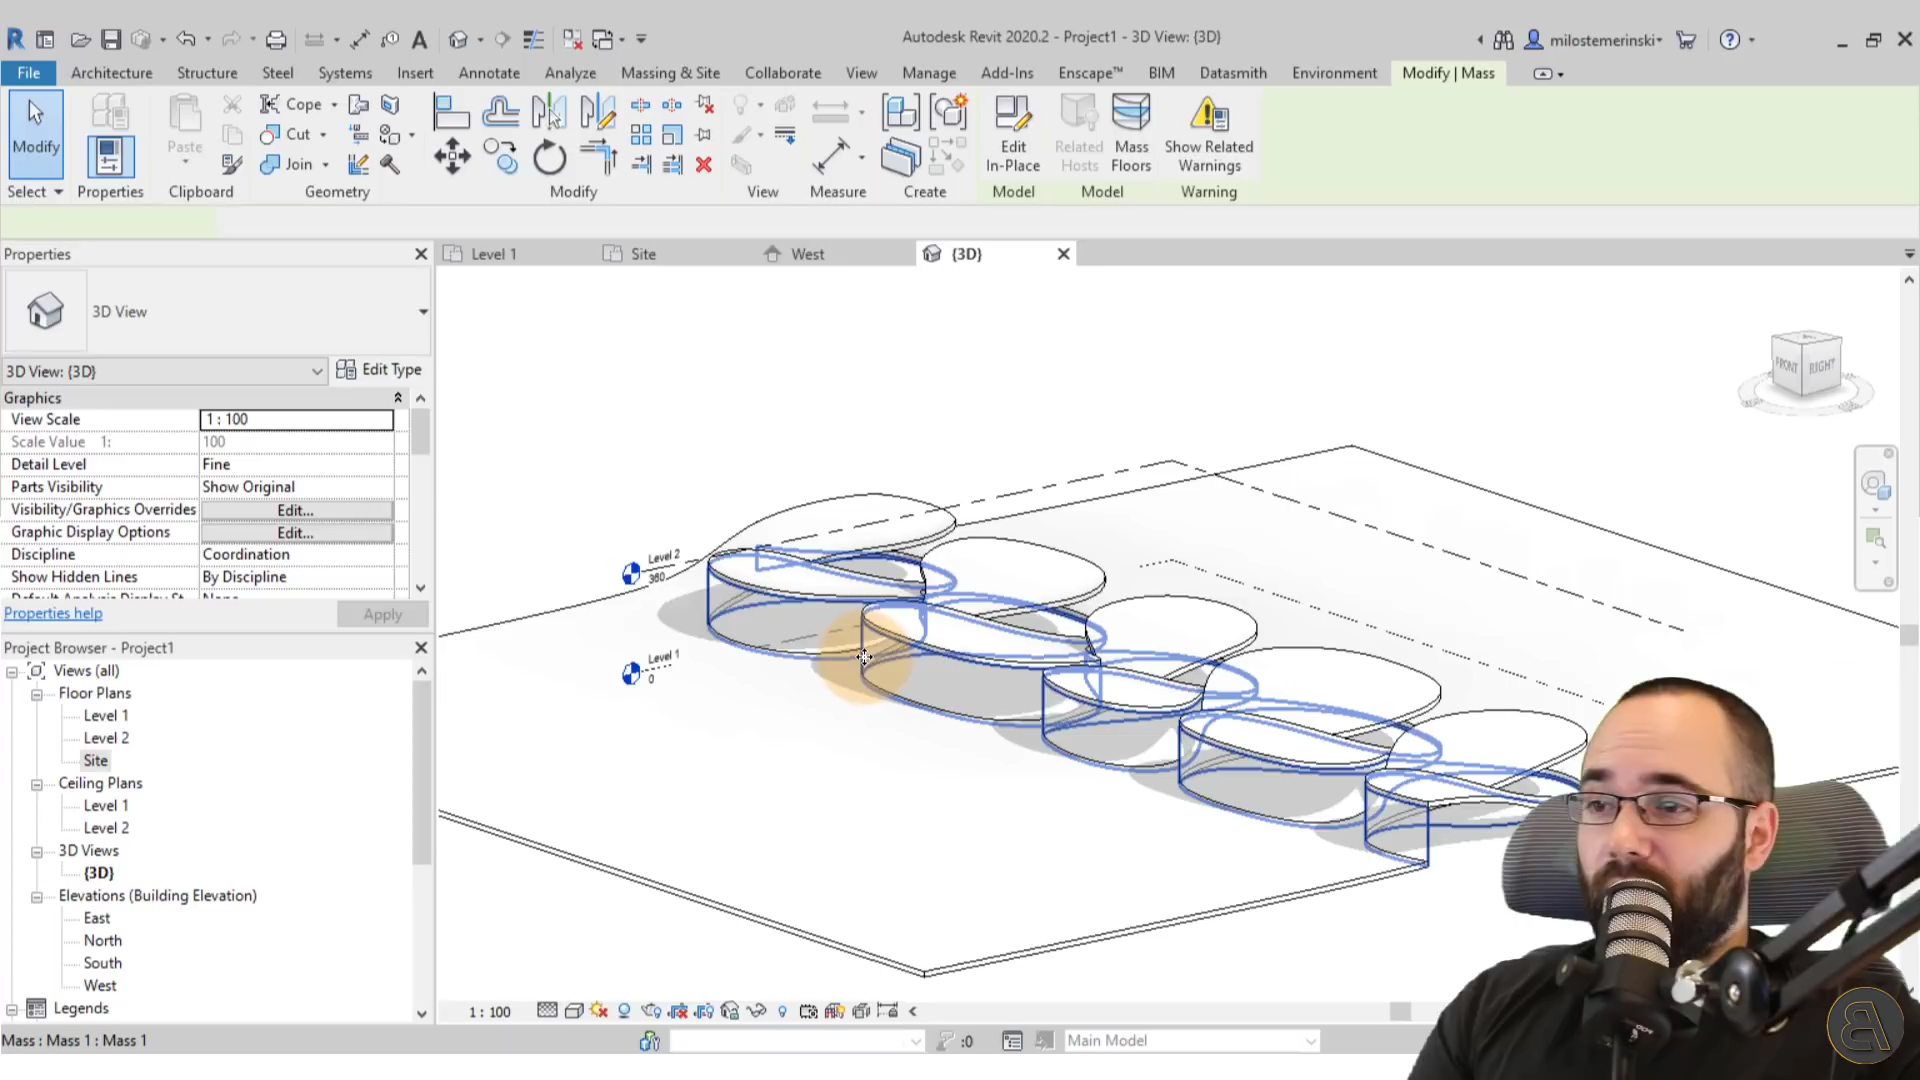 Autodesk Revit 2020.2 - Project1 - 3D View: {3D}
milostemerinski
File Architecture Structure Steel Systems Insert Annotate Analyze Massing & Site Collaborate View Manage Add-Ins Enscape™ BIM Datasmith Environment Modify | Mass
Cope
Cut
Join
Modify
Paste
Edit In-Place
Related Hosts
Mass Floors
Show Related Warnings
Select Properties Clipboard Geometry Modify View Measure Create Model Model Warning
Properties
Level 1 Site West {3D}
3D View
3D View: {3D} Edit Type
Graphics
View Scale 1 : 100
Scale Value 1: 100
Detail Level Fine
Parts Visibility Show Original
Visibility/Graphics Overrides Edit...
Graphic Display Options Edit...
Discipline Coordination
Show Hidden Lines By Discipline
Properties help Apply
Project Browser - Project1
Views (all)
Floor Plans
Level 1
Level 2
Site
Ceiling Plans
Level 1
Level 2
3D Views
{3D}
Elevations (Building Elevation)
East
North
South
West
Legends
FRONT RIGHT
Level 2
360
Level 1
0
1 : 100
Mass : Mass 1 : Mass 1
:0
Main Model